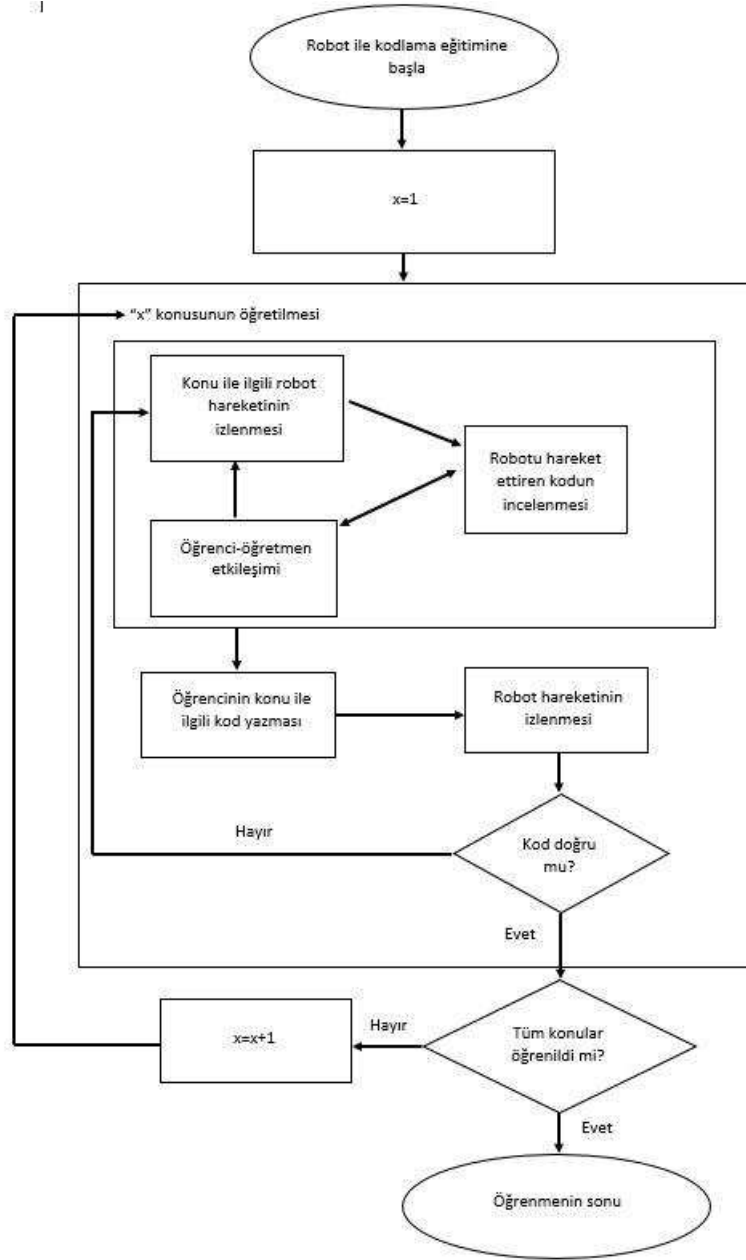 Robot ile kodlama eğitimine
başla
x=1
“x” konusunun öğretilmesi
Konu ile ilgili robot
hareketinin
izlenmesi
Robotu hareket
ettiren kodun
incelenmesi
Öğrenci-öğretmen
etkileşimi
Öğrencinin konu ile
ilgili kod yazması
Robot hareketinin
izlenmesi
Hayır
Kod doğru
mu?
Evet
x=x+1
Hayır
Tüm konular
öğrenildi mi?
Evet
Öğrenmenin sonu